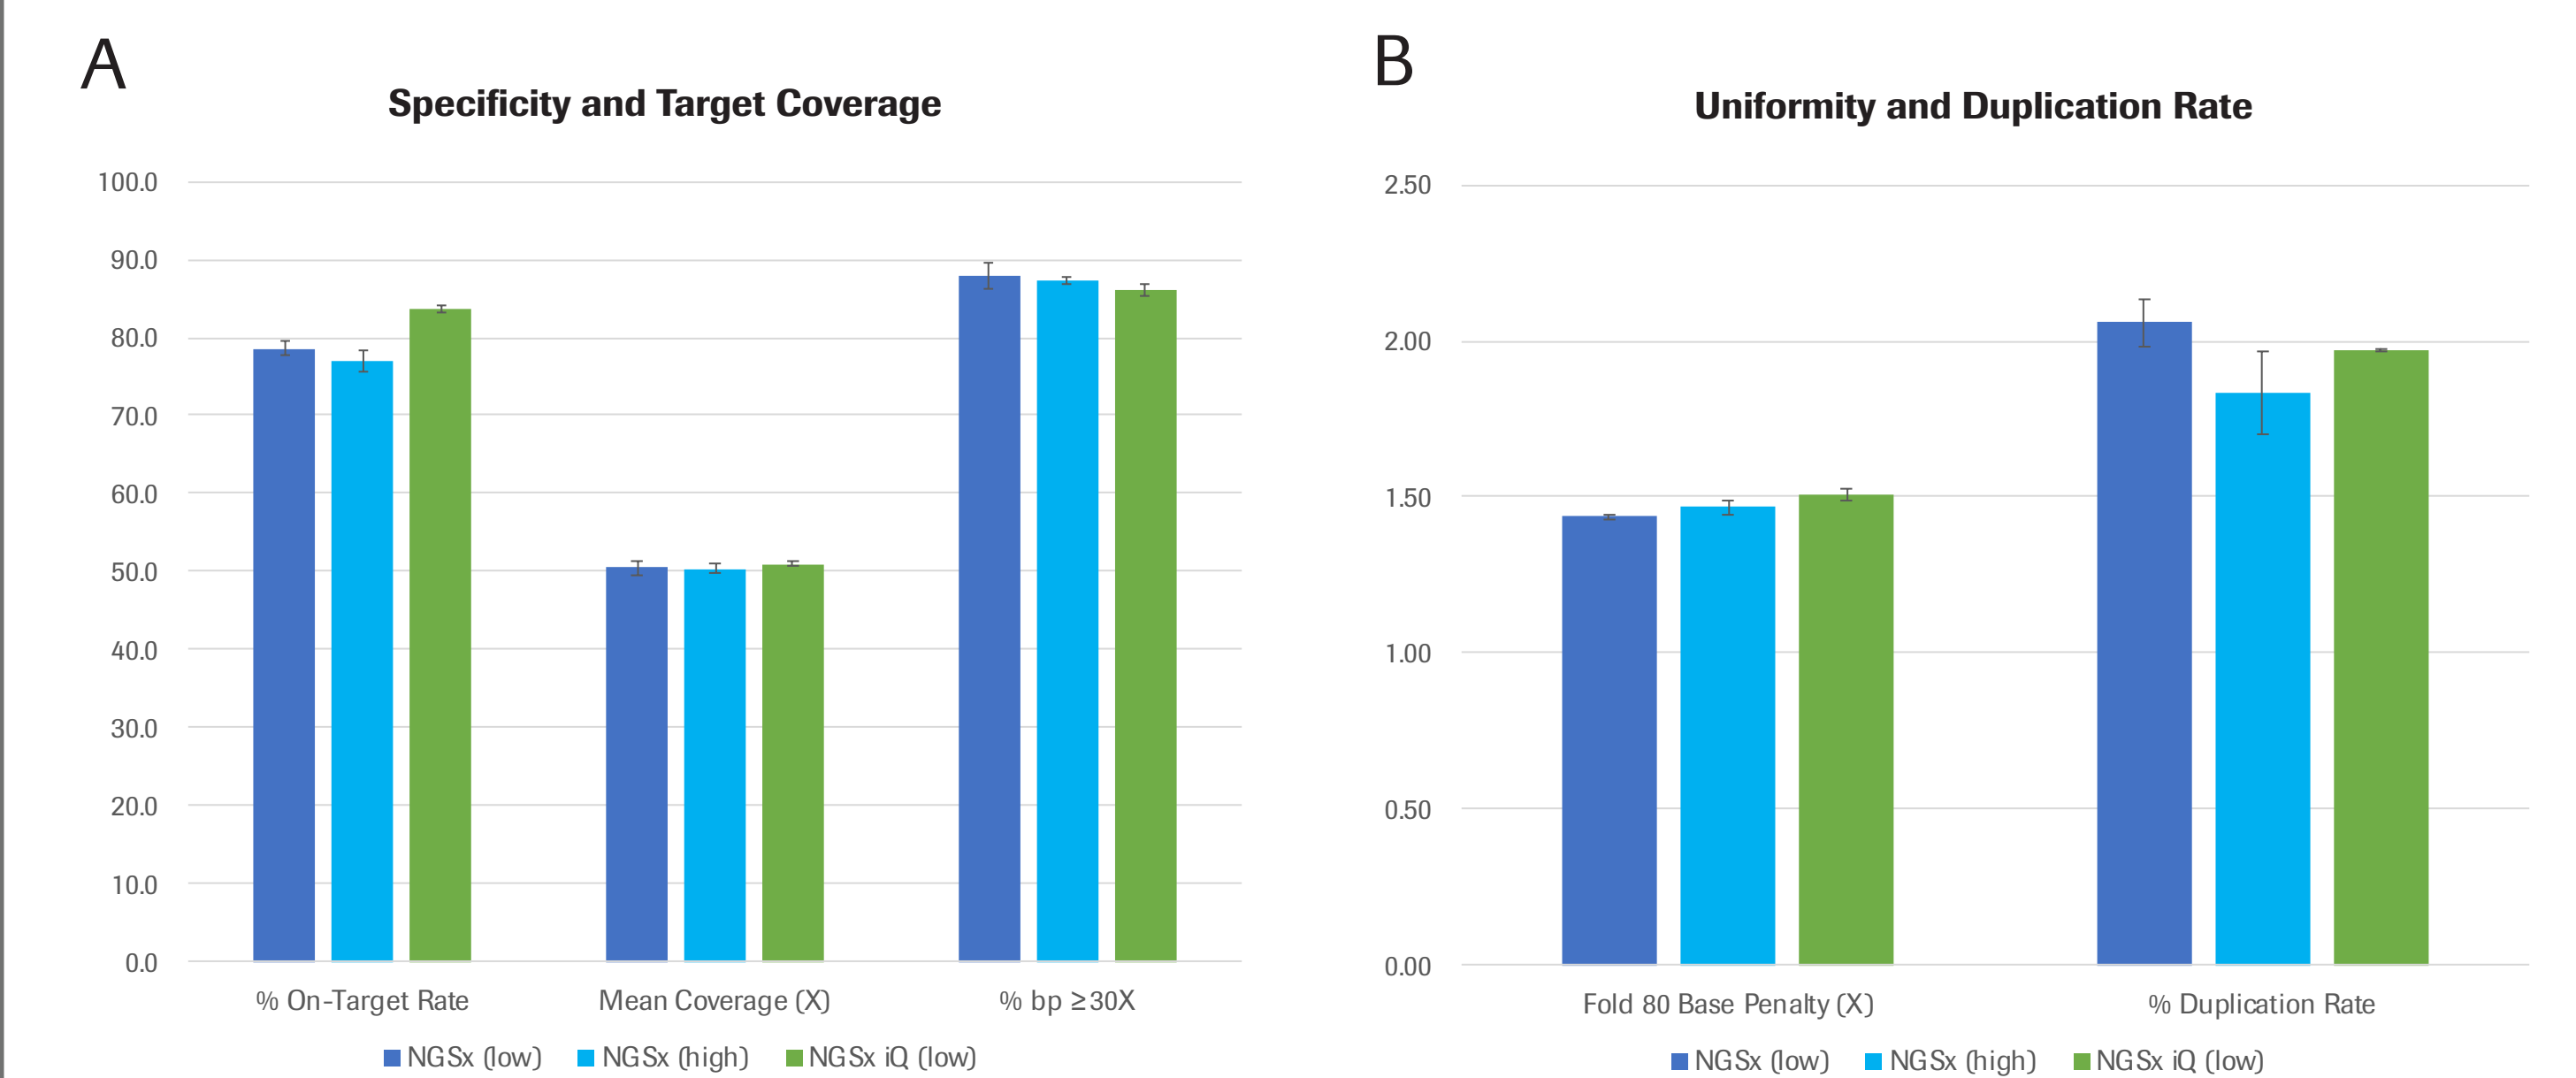 A
Specificity and Target Coverage
100.0
90.0
80.0
70.0
60.0
50.0
40.0
30.0
20.0
10.0
0.0
% On-Target Rate
Mean Coverage (X)
% bp ≥30X
NGSx (low)
NGSx (high)
NGSx iQ (low)
B
Uniformity and Duplication Rate
2.50
2.00
1.50
1.00
0.50
0.00
Fold 80 Base Penalty (X)
% Duplication Rate
NGSx (low)
NGSx (high)
NGSx iQ (low)